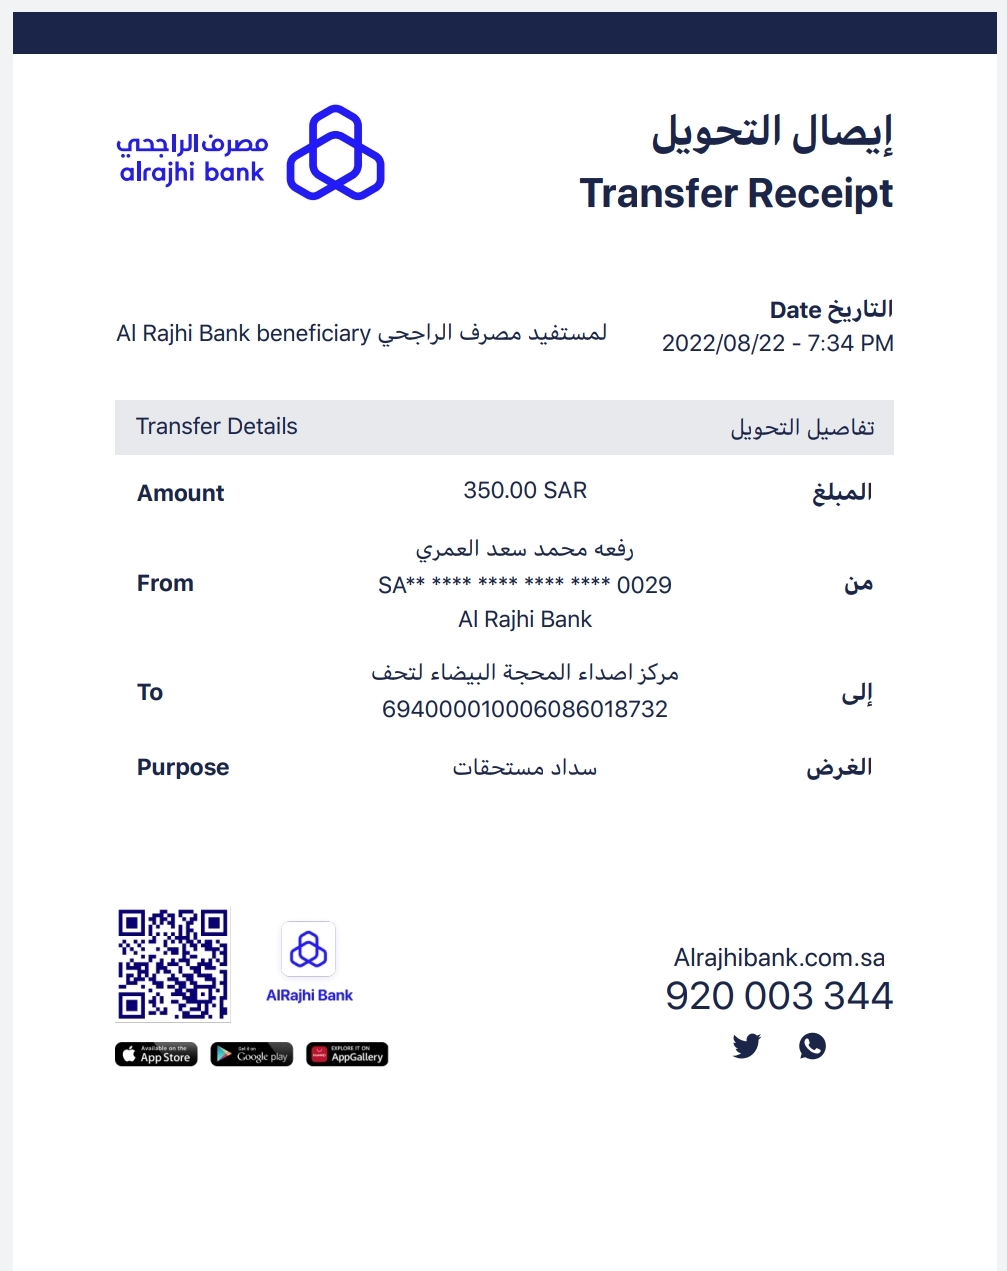 مصرف الراجحي
alrajhi bank
إيصال التحويل
Transfer Receipt
التاريخ Date
2022/08/22 - 7:34 PM
لمستفيد مصرف الراجحي Al Rajhi Bank beneficiary
Transfer Details تفاصيل التحويل
Amount 350.00 SAR المبلغ
رفعه محمد سعد العمري
From SA** **** **** **** **** 0029 من
Al Rajhi Bank
مركز اصداء المحجة البيضاء لتحف
To 694000010006086018732 إلى
Purpose سداد مستحقات الغرض
AlRajhi Bank
Alrajhibank.com.sa
920 003 344
Available on the App Store
Get it on Google play
HUAWEI EXPLORE IT ON AppGallery